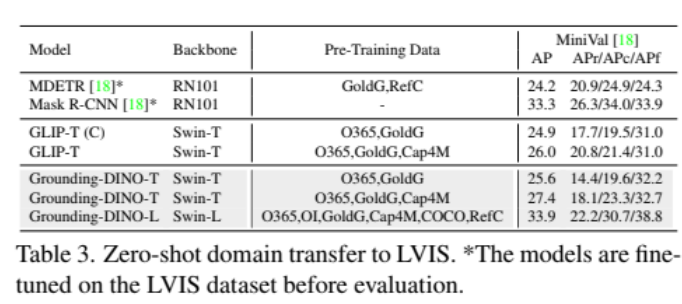 Model Backbone Pre-Training Data MiniVal [18]
AP APr/APc/APf
MDETR [18]* RN101 GoldG,RefC 24.2 20.9/24.9/24.3
Mask R-CNN [18]* RN101 - 33.3 26.3/34.0/33.9
GLIP-T (C) Swin-T O365,GoldG 24.9 17.7/19.5/31.0
GLIP-T Swin-T O365,GoldG,Cap4M 26.0 20.8/21.4/31.0
Grounding-DINO-T Swin-T O365,GoldG 25.6 14.4/19.6/32.2
Grounding-DINO-T Swin-T O365,GoldG,Cap4M 27.4 18.1/23.3/32.7
Grounding-DINO-L Swin-L O365,OI,GoldG,Cap4M,COCO,RefC 33.9 22.2/30.7/38.8
Table 3. Zero-shot domain transfer to LVIS. *The models are fine-
tuned on the LVIS dataset before evaluation.